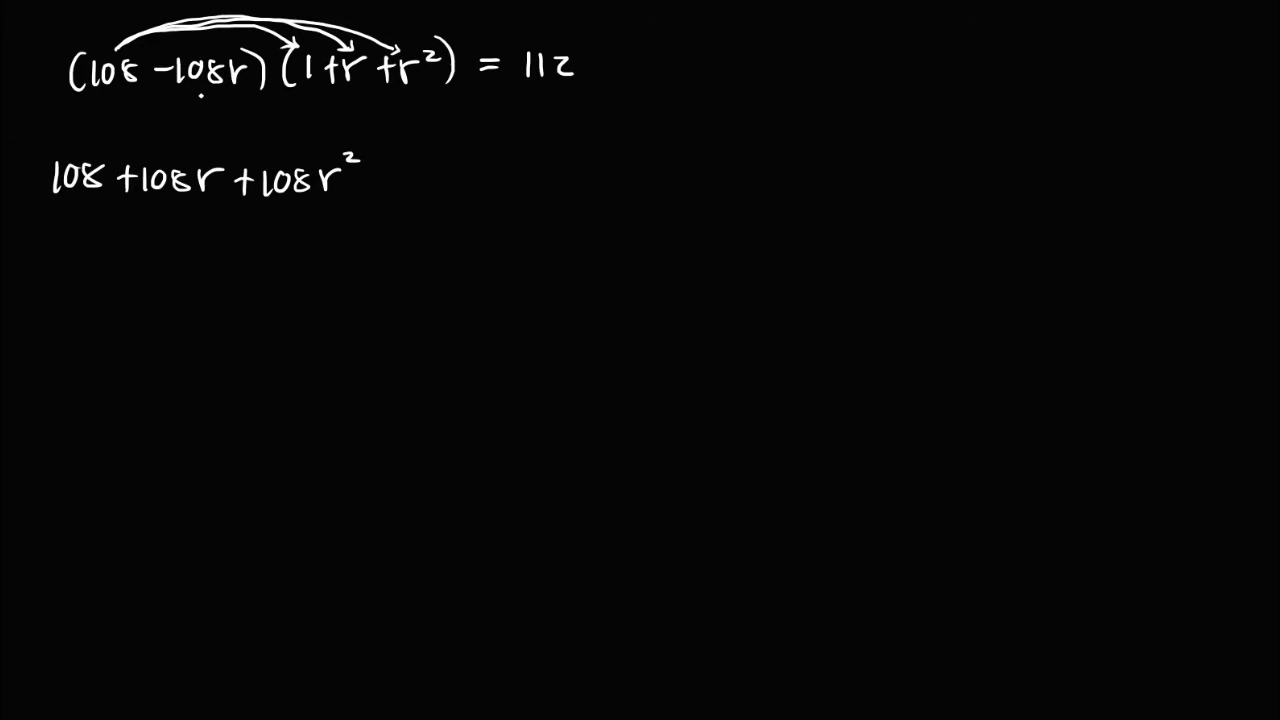 (108 -108r) (1+r+r²) = 112
108 +108r +108r²